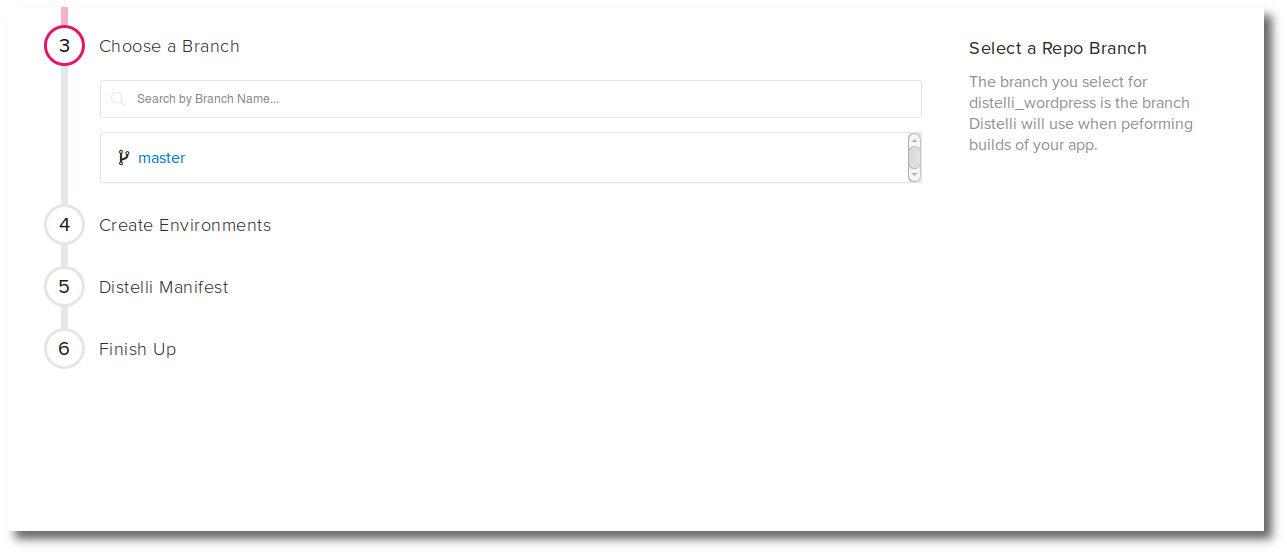 3 Choose a Branch
Search by Branch Name...
master
4 Create Environments
5 Distelli Manifest
6 Finish Up
Select a Repo Branch
The branch you select for
distelli_wordpress is the branch
Distelli will use when peforming
builds of your app.